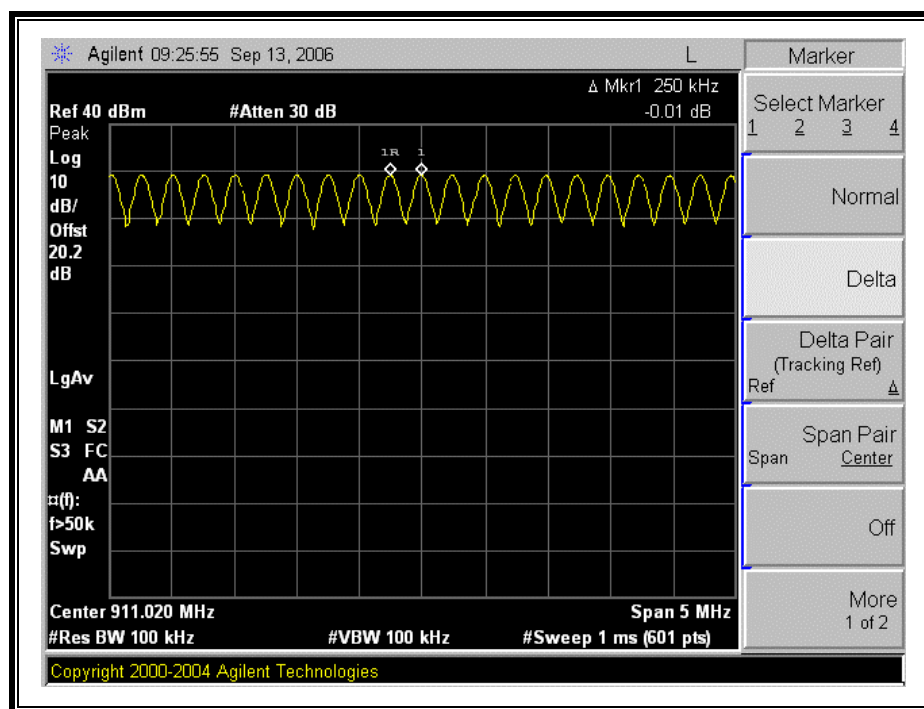 Agilent 09:25:55 Sep 13, 2006 L
Δ Mkr1 250 kHz
Ref 40 dBm #Atten 30 dB -0.01 dB
Peak
Log
10
dB/
Offst
20.2
dB
1R 1
LgAv
M1 S2
S3 FC
AA
¤(f):
f>50k
Swp
Center 911.020 MHz Span 5 MHz
#Res BW 100 kHz #VBW 100 kHz #Sweep 1 ms (601 pts)
Copyright 2000-2004 Agilent Technologies
Marker
Select Marker
1 2 3 4
Normal
Delta
Delta Pair
(Tracking Ref)
Ref Δ
Span Pair
Span Center
Off
More
1 of 2